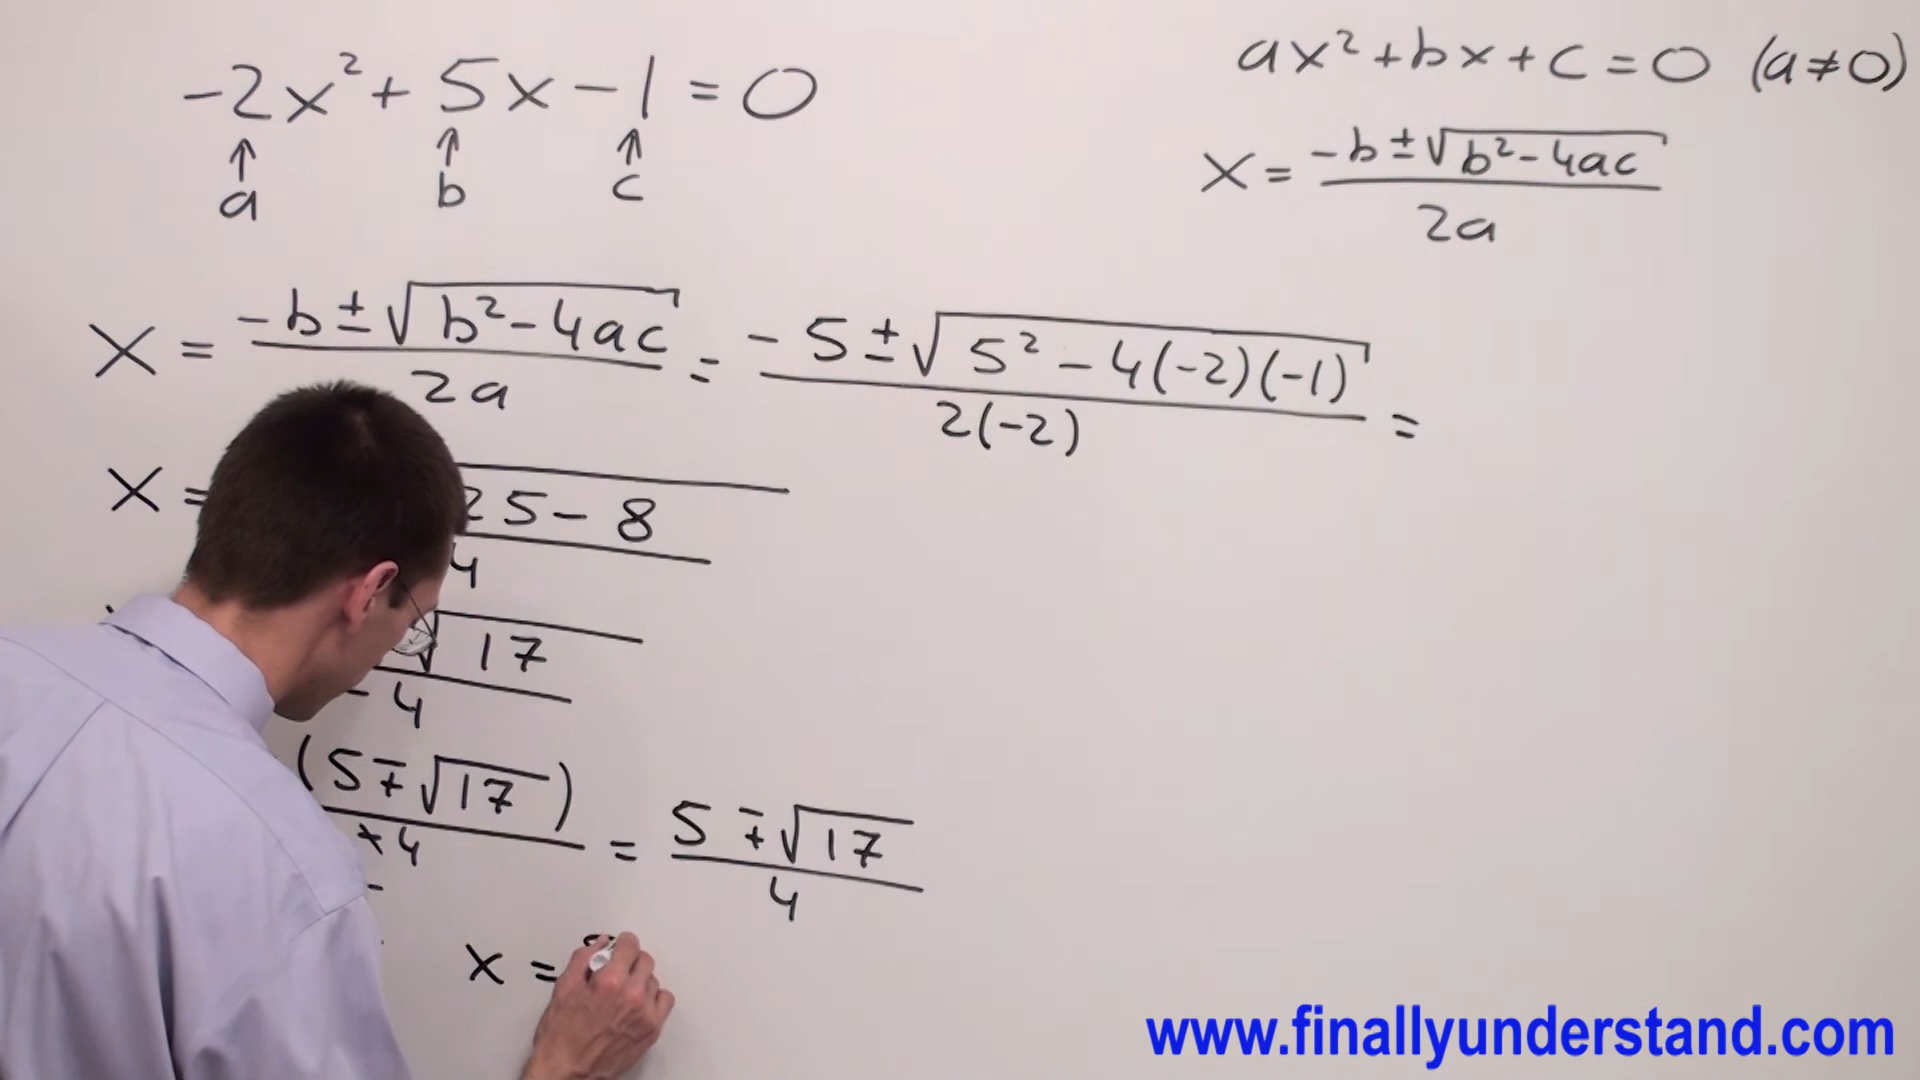 -2x² + 5x - 1 = 0
a b c
ax² + bx + c = 0 (a ≠ 0)
x = (-b ± √(b² - 4ac)) / 2a
x = (-b ± √(b² - 4ac)) / 2a = (-5 ± √(5² - 4(-2)(-1))) / 2(-2) =
x = 25 - 8 / 4
√17 / -4
(5 ∓ √17) / 4 = (5 ∓ √17) / 4
x =
www.finallyunderstand.com